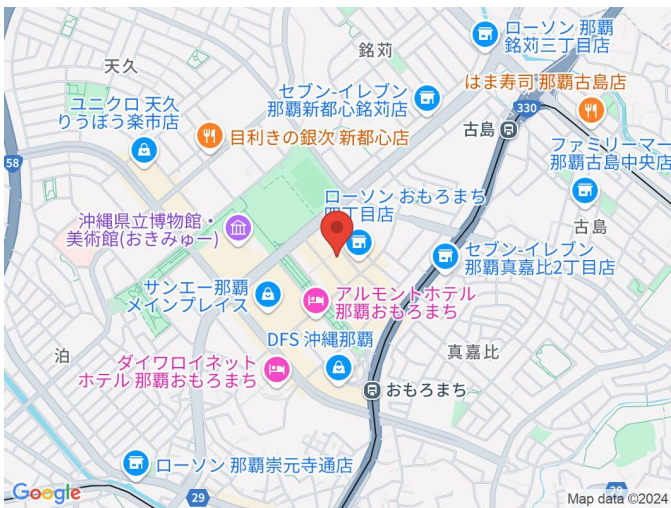 ローソン 那覇
銘苅三丁目店
銘苅
天久
セブン-イレブン
那覇新都心銘苅店
はま寿司 那覇古島店
330
ユニクロ 天久
りうぼう楽市店
目利きの銀次 新都心店
古島
ファミリーマー
那覇古島中央店
58
ローソン おもろまち
四丁目店
沖縄県立博物館・
美術館(おきみゅー)
古島
セブン-イレブン
那覇真嘉比2丁目店
サンエー那覇
メインプレイス
アルモントホテル
那覇おもろまち
DFS 沖縄那覇
真嘉比
泊
ダイワロイネット
ホテル 那覇おもろまち
おもろまち
ローソン 那覇崇元寺通店
29
29
Google
Map data ©2024